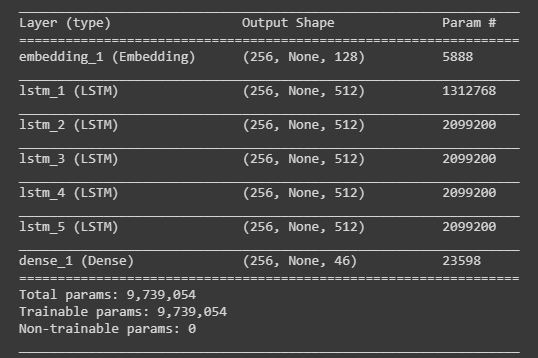 Layer (type) Output Shape Param #
embedding_1 (Embedding) (256, None, 128) 5888
lstm_1 (LSTM) (256, None, 512) 1312768
lstm_2 (LSTM) (256, None, 512) 2099200
lstm_3 (LSTM) (256, None, 512) 2099200
lstm_4 (LSTM) (256, None, 512) 2099200
lstm_5 (LSTM) (256, None, 512) 2099200
dense_1 (Dense) (256, None, 46) 23598
Total params: 9,739,054
Trainable params: 9,739,054
Non-trainable params: 0